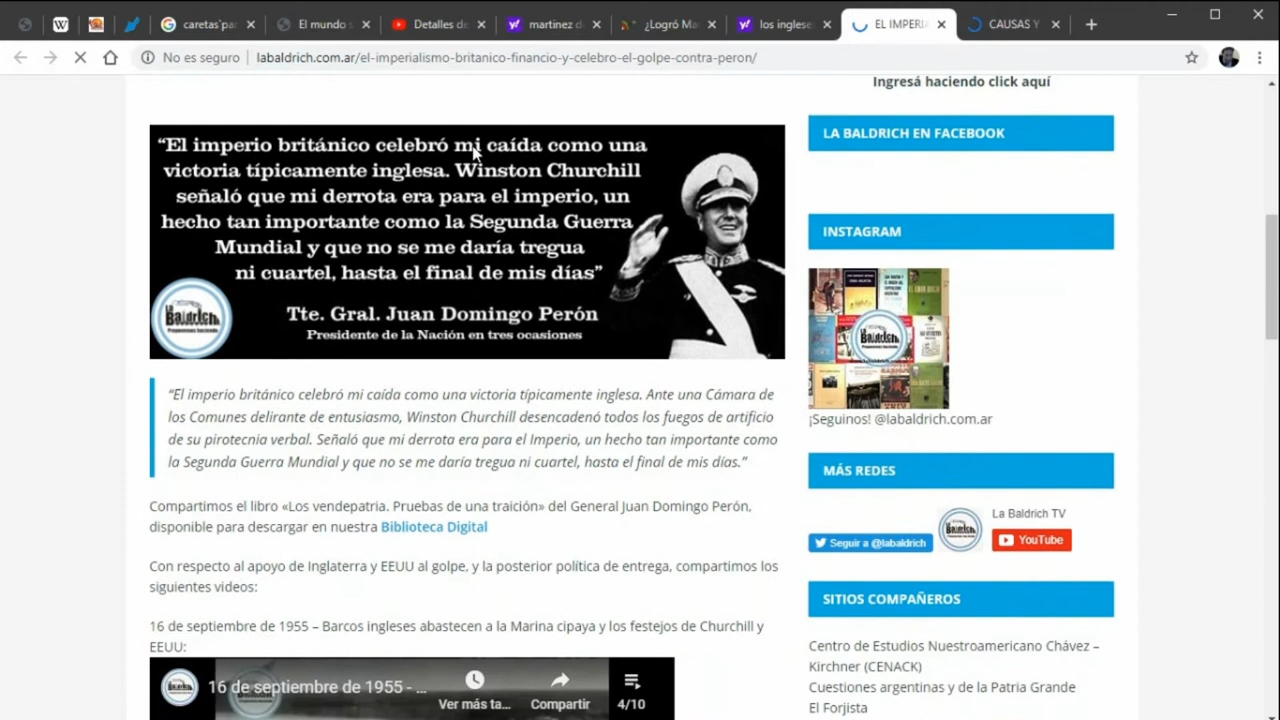 caretas pa
El mundo s
Detalles de
martinez d
¿Logró Ma
los inglese
EL IMPERI
CAUSAS Y
No es seguro
labaldrich.com.ar/el-imperialismo-britanico-financio-y-celebro-el-golpe-contra-peron/
Ingresá haciendo click aquí
“El imperio británico celebró mi caída como una
victoria típicamente inglesa. Winston Churchill
señaló que mi derrota era para el imperio, un
hecho tan importante como la Segunda Guerra
Mundial y que no se me daría tregua
ni cuartel, hasta el final de mis días”
Tte. Gral. Juan Domingo Perón
Presidente de la Nación en tres ocasiones
La
Baldrich
“El imperio británico celebró mi caída como una victoria típicamente inglesa. Ante una Cámara de
los Comunes delirante de entusiasmo, Winston Churchill desencadenó todos los fuegos de artificio
de su pirotecnia verbal. Señaló que mi derrota era para el Imperio, un hecho tan importante como
la Segunda Guerra Mundial y que no se me daría tregua ni cuartel, hasta el final de mis días.”
Compartimos el libro «Los vendepatria. Pruebas de una traición» del General Juan Domingo Perón,
disponible para descargar en nuestra Biblioteca Digital
Con respecto al apoyo de Inglaterra y EEUU al golpe, y la posterior política de entrega, compartimos los
siguientes videos:
16 de septiembre de 1955 – Barcos ingleses abastecen a la Marina cipaya y los festejos de Churchill y
EEUU:
16 de septiembre de 1955 - ...
Ver más ta...
Compartir
4/10
LA BALDRICH EN FACEBOOK
INSTAGRAM
¡Seguinos! @labaldrich.com.ar
MÁS REDES
Seguir a @labaldrich
La Baldrich TV
YouTube
SITIOS COMPAÑEROS
Centro de Estudios Nuestroamericano Chávez –
Kirchner (CENACK)
Cuestiones argentinas y de la Patria Grande
El Forjista